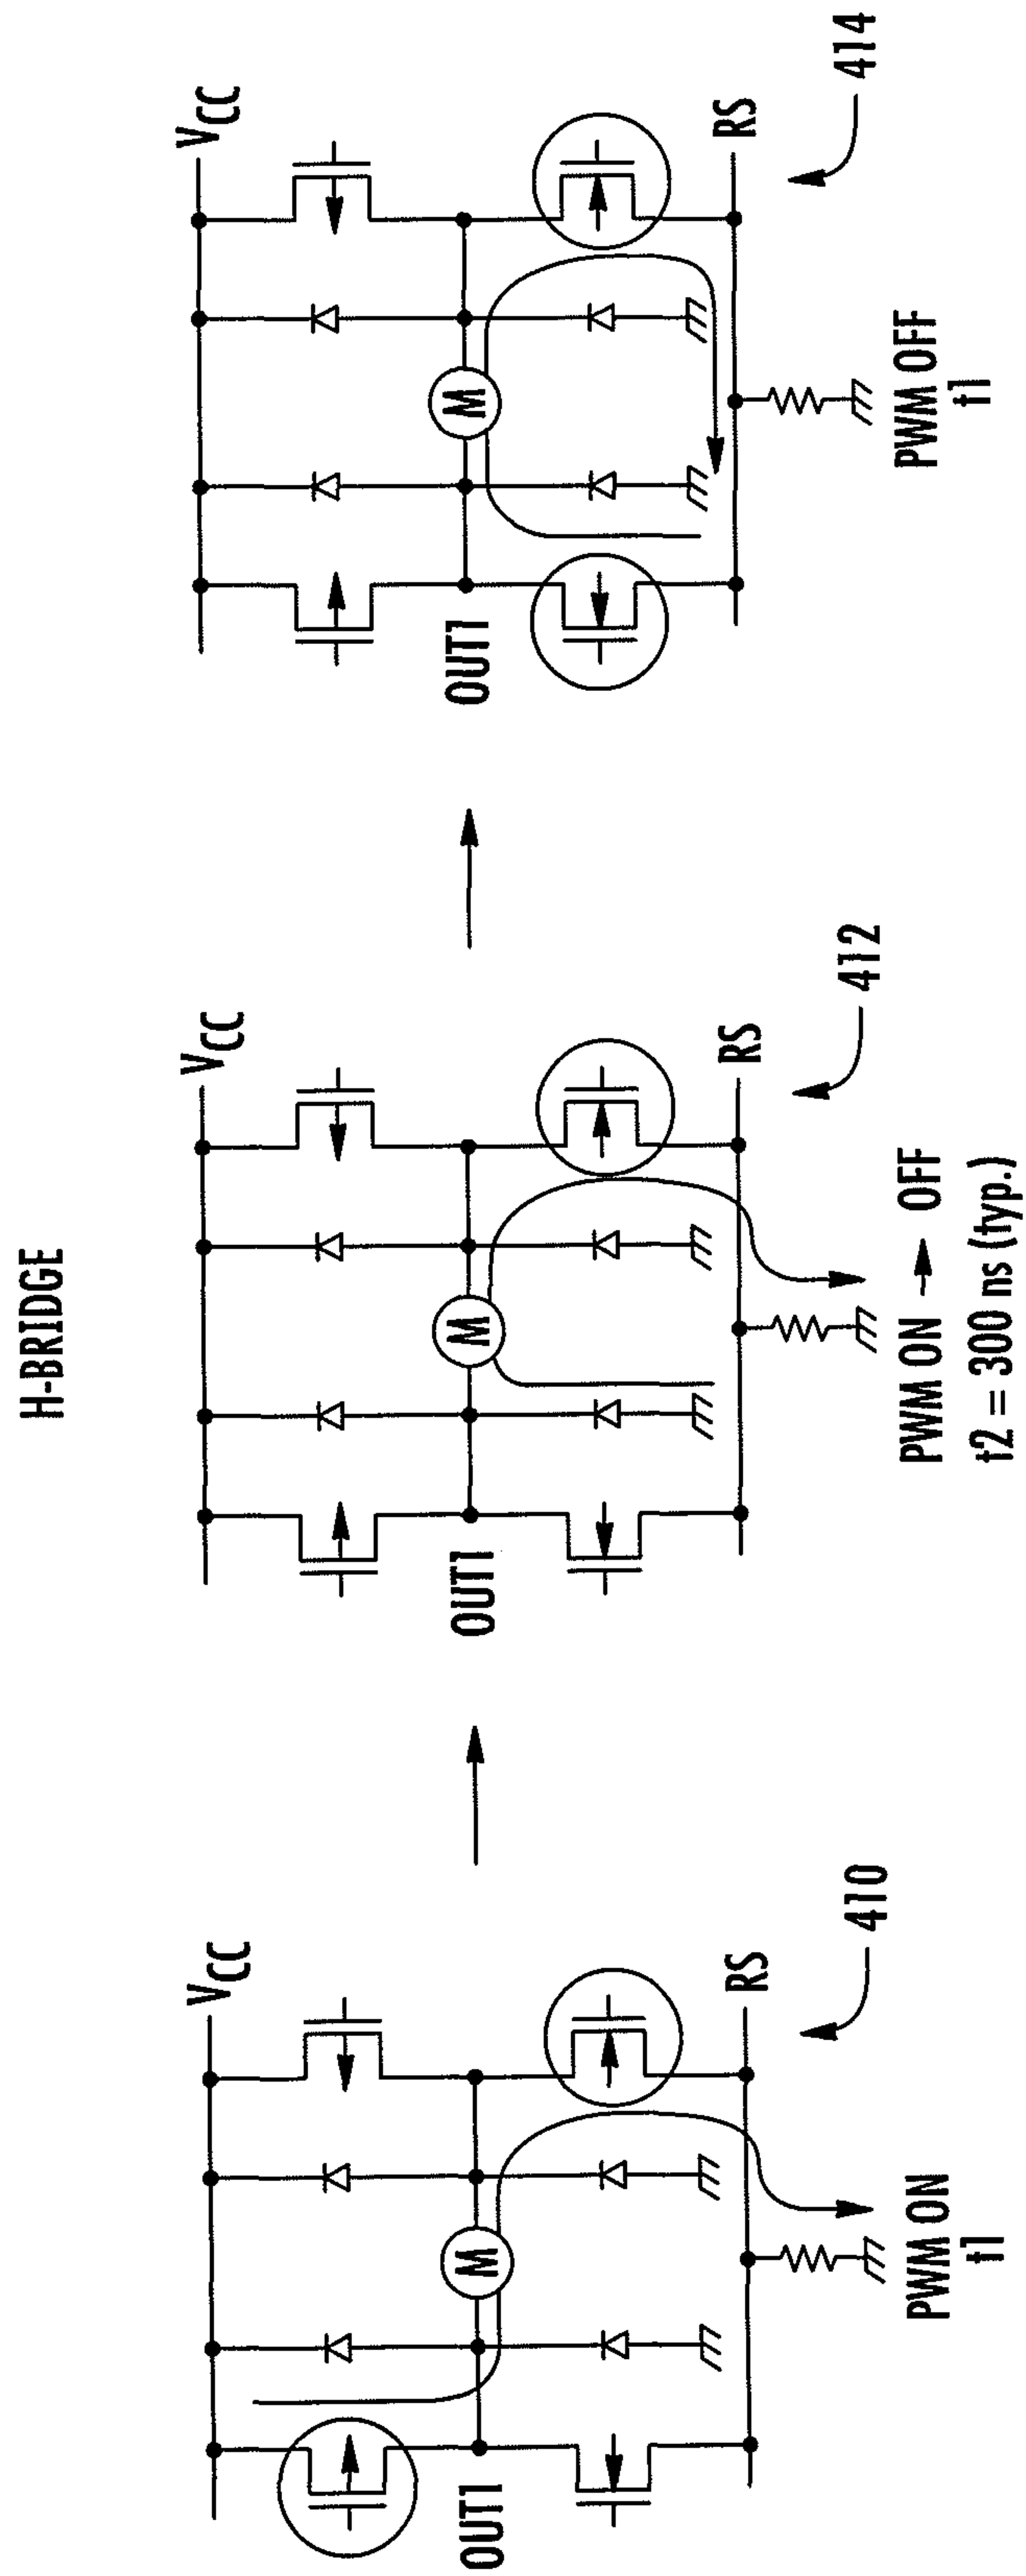 H-BRIDGE
VCC
OUT1
RS
410
PWM ON
t1
VCC
OUT1
M
RS
412
PWM ON → OFF
t2 = 300 ns (typ.)
VCC
OUT1
M
RS
414
PWM OFF
t1
M